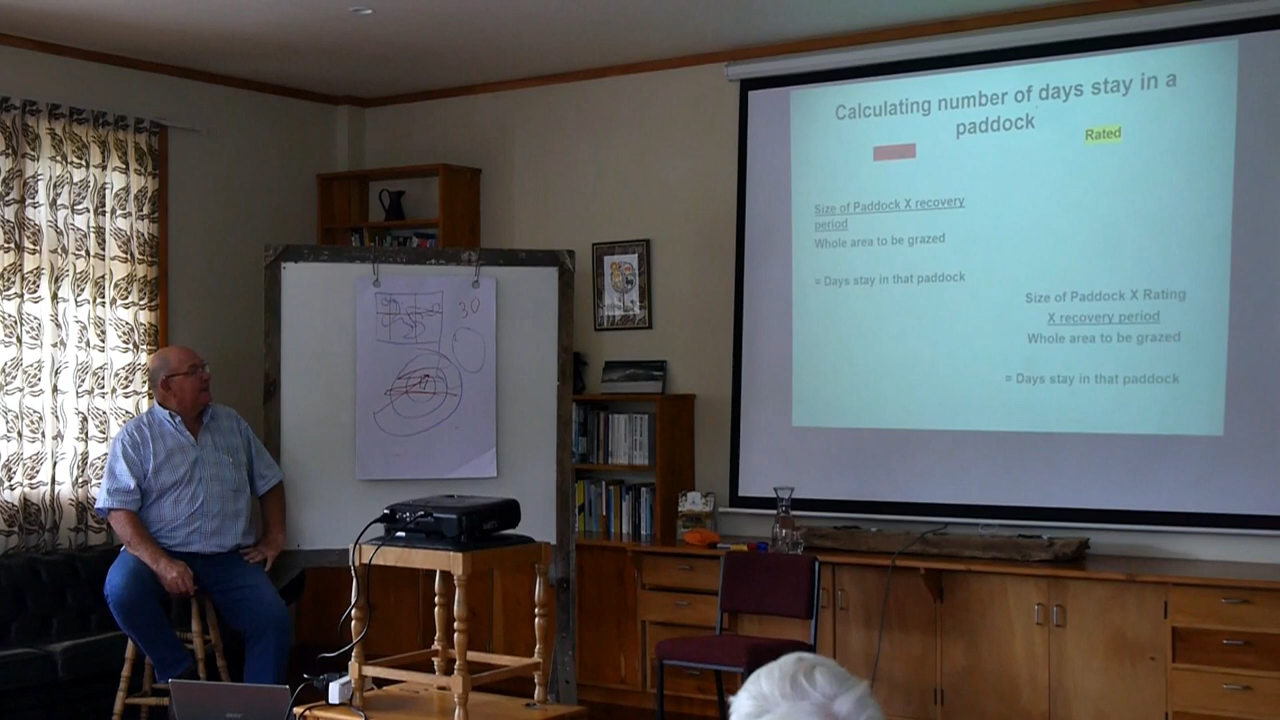 Calculating number of days stay in a
paddock
Rated
Size of Paddock X recovery
period
Whole area to be grazed
= Days stay in that paddock
Size of Paddock X Rating
X recovery period
Whole area to be grazed
= Days stay in that paddock
30